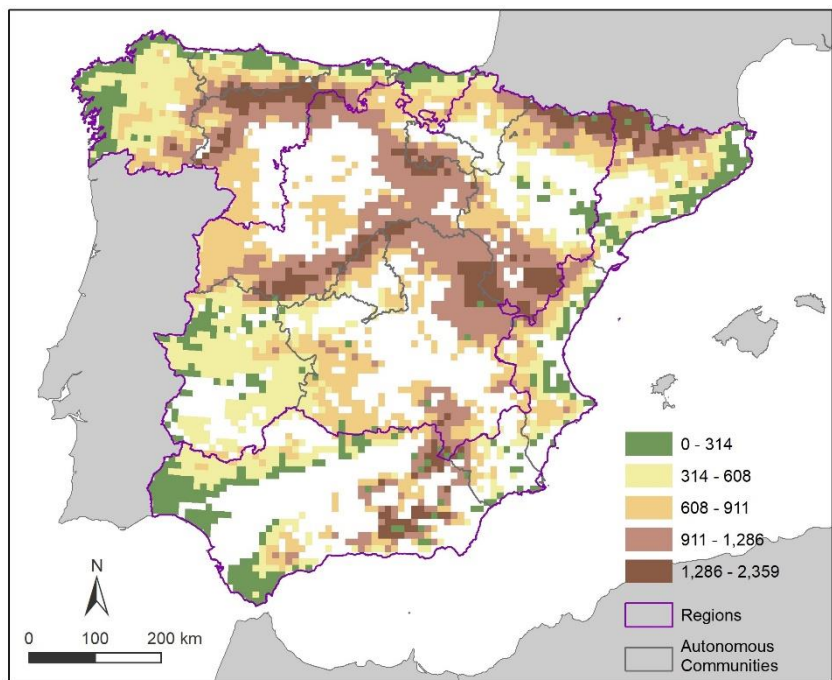 0 - 314
314 - 608
608 - 911
911 - 1,286
1,286 - 2,359
Regions
Autonomous
Communities
N
0 100 200 km